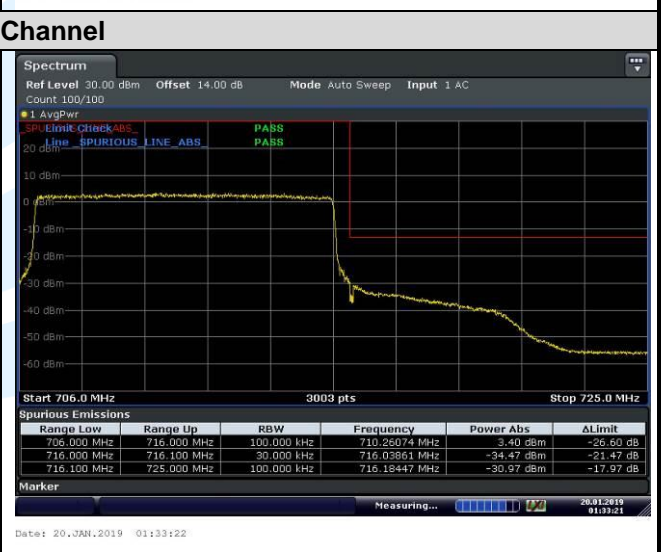 Channel
Spectrum
Ref Level 30.00 dBm Offset 14.00 dB Mode Auto Sweep Input 1 AC
Count 100/100
1 AvgPwr
Limit Check PASS
Line _SPURIOUS_LINE_ABS_ PASS
20 dBm
10 dBm
0 dBm
-10 dBm
-20 dBm
-30 dBm
-40 dBm
-50 dBm
-60 dBm
Start 706.0 MHz 3003 pts Stop 725.0 MHz
Spurious Emissions
Range Low Range Up RBW Frequency Power Abs ΔLimit
706.000 MHz 716.000 MHz 100.000 kHz 710.26074 MHz 3.40 dBm -26.60 dB
716.000 MHz 716.100 MHz 30.000 kHz 716.03861 MHz -34.47 dBm -21.47 dB
716.100 MHz 725.000 MHz 100.000 kHz 716.18447 MHz -30.97 dBm -17.97 dB
Marker
Measuring... 20.01.2019
01:33:21
Date: 20.JAN.2019 01:33:22